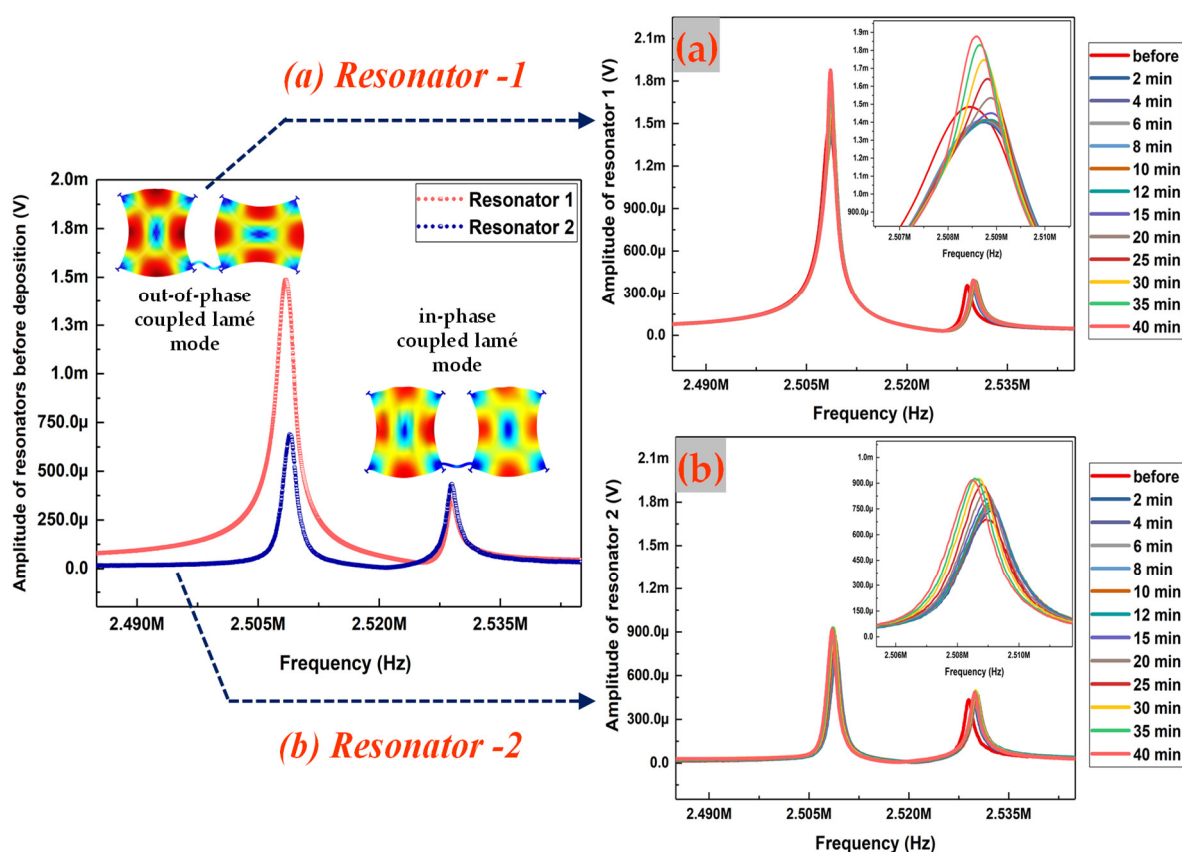 (a) Resonator -1
Amplitude of resonators before deposition (V)
2.0m
1.8m
1.5m
1.3m
1.0m
750.0µ
500.0µ
250.0µ
0.0
2.490M
2.505M
2.520M
2.535M
Frequency (Hz)
Resonator 1
Resonator 2
out-of-phase
coupled lamé
mode
in-phase
coupled lamé
mode
(b) Resonator -2
(a)
Amplitude of resonator 1 (V)
2.1m
1.8m
1.5m
1.2m
900.0µ
600.0µ
300.0µ
0.0
2.490M
2.505M
2.520M
2.535M
Frequency (Hz)
1.9m
1.8m
1.7m
1.6m
1.5m
1.4m
1.3m
1.2m
1.1m
1.0m
900.0µ
2.507M
2.508M
2.509M
2.510M
Frequency (Hz)
before
2 min
4 min
6 min
8 min
10 min
12 min
15 min
20 min
25 min
30 min
35 min
40 min
(b)
Amplitude of resonator 2 (V)
2.1m
1.8m
1.5m
1.2m
900.0µ
600.0µ
300.0µ
0.0
2.490M
2.505M
2.520M
2.535M
Frequency (Hz)
1.0m
900.0µ
750.0µ
600.0µ
450.0µ
300.0µ
150.0µ
0.0
2.506M
2.508M
2.510M
Frequency (Hz)
before
2 min
4 min
6 min
8 min
10 min
12 min
15 min
20 min
25 min
30 min
35 min
40 min